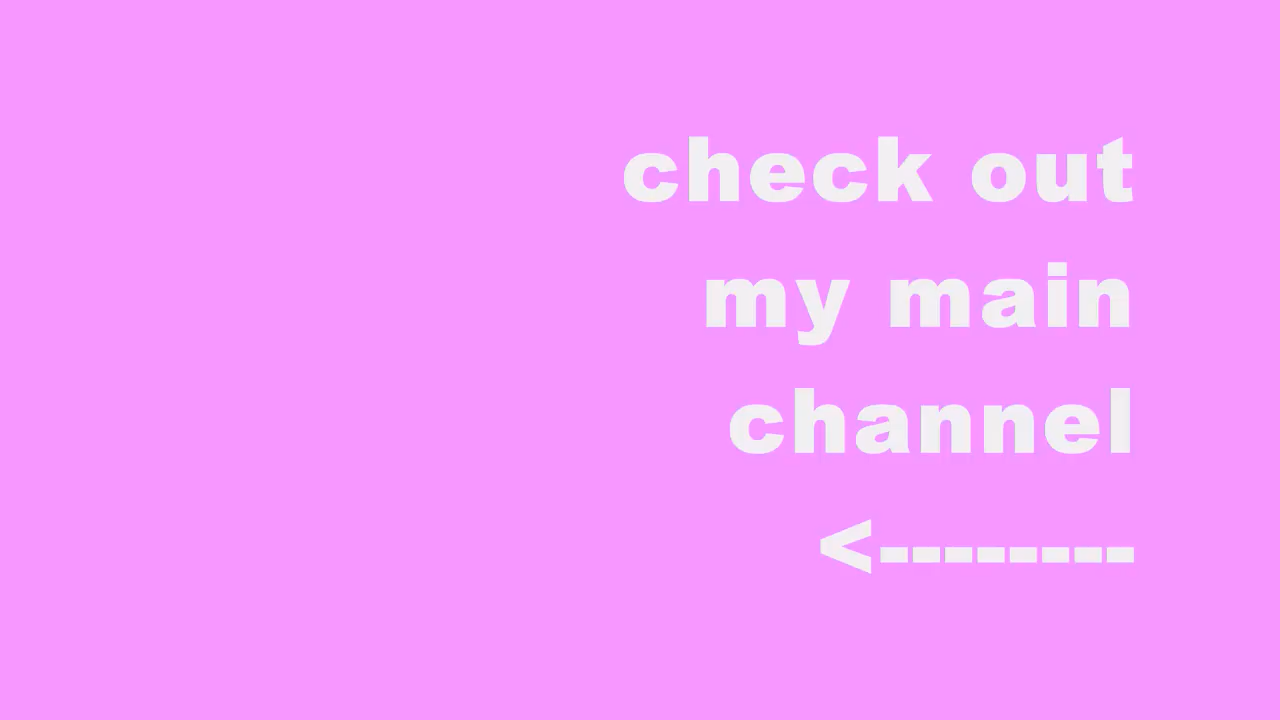 check out
my main
channel
<--------